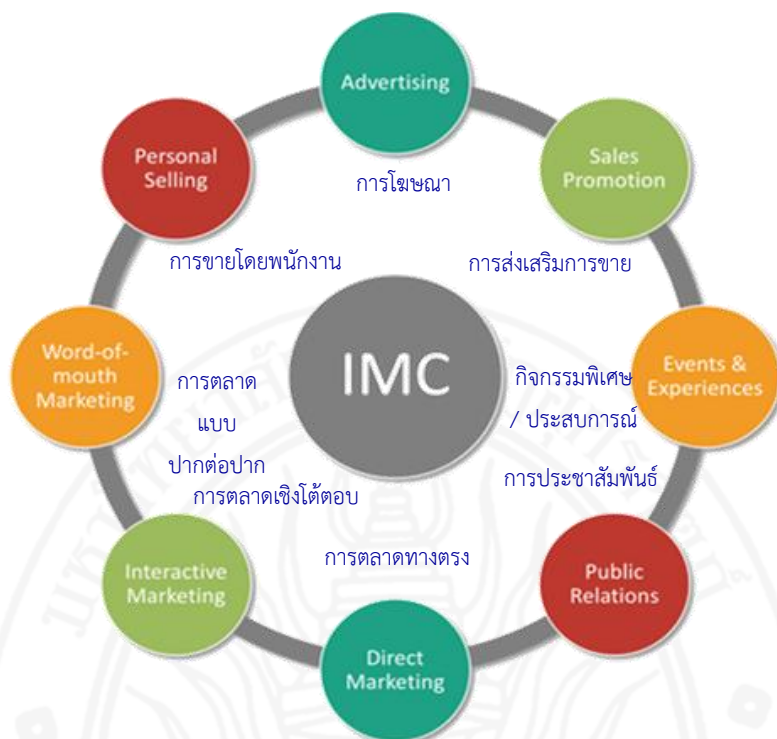 Advertising
การโฆษณา
Sales
Promotion
การส่งเสริมการขาย
Events &
Experiences
กิจกรรมพิเศษ
/ ประสบการณ์
Public
Relations
การประชาสัมพันธ์
Direct
Marketing
การตลาดทางตรง
Interactive
Marketing
การตลาดเชิงโต้ตอบ
Word-of-
mouth
Marketing
การตลาด
แบบ
ปากต่อปาก
Personal
Selling
การขายโดยพนักงาน
IMC